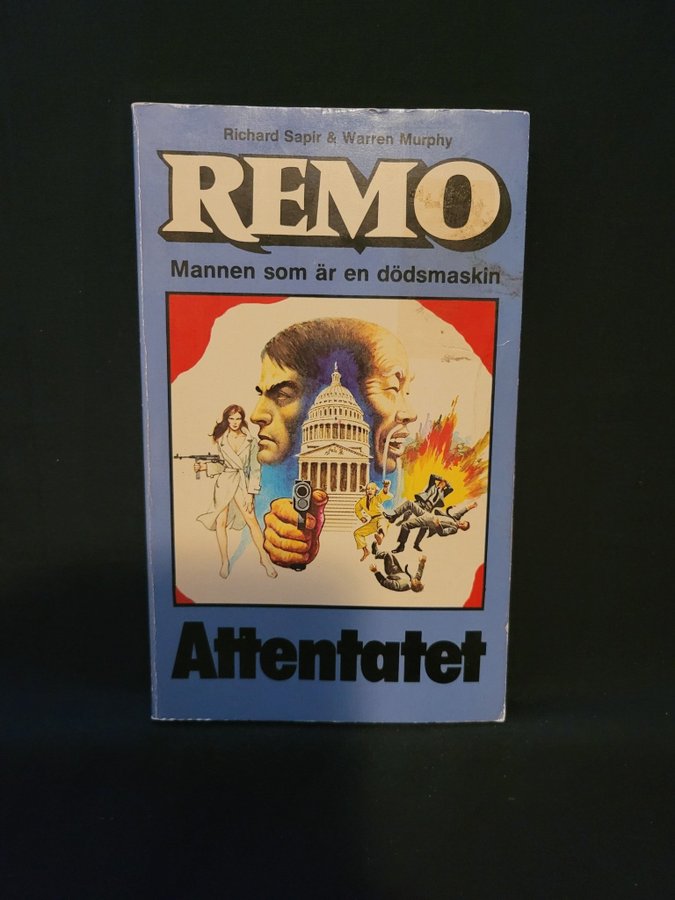 Richard Sapir & Warren Murphy
REMO
Mannen som är en dödsmaskin
Attentatet